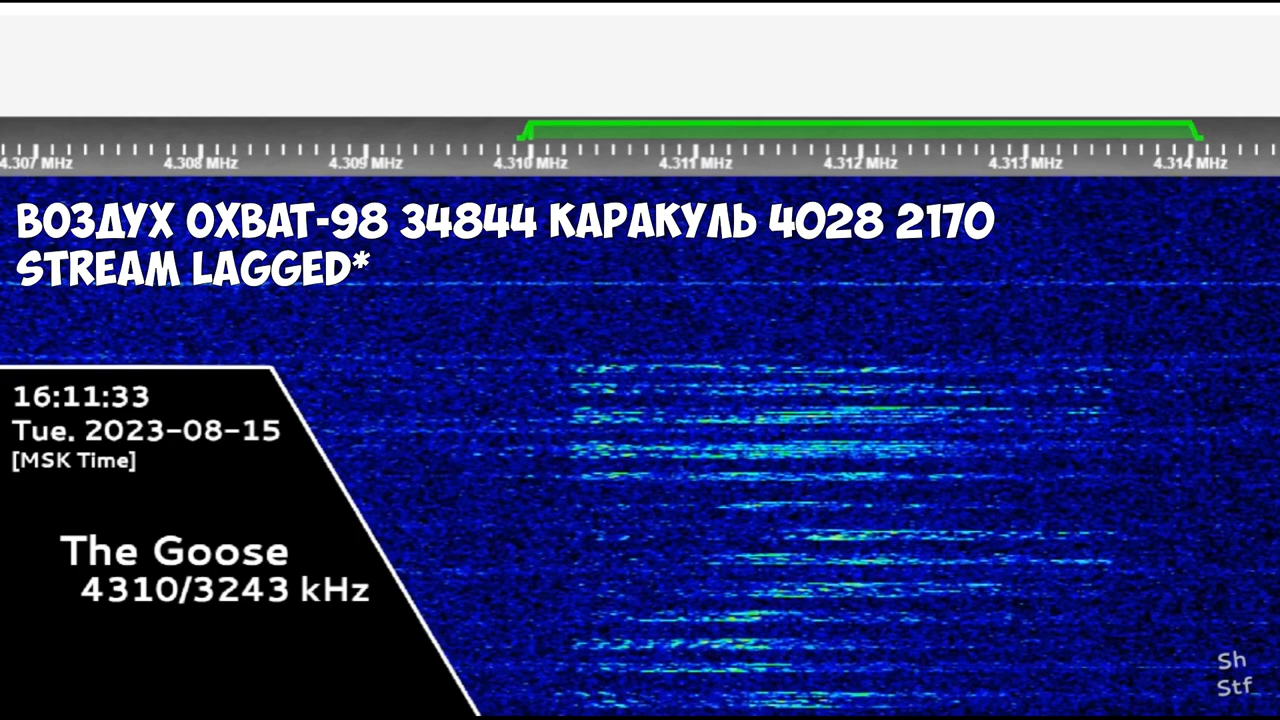 4.307 MHz 4.308 MHz 4.309 MHz 4.310 MHz 4.311 MHz 4.312 MHz 4.313 MHz 4.314 MHz
ВОЗДУХ ОХВАТ-98 34844 КАРАКУЛЬ 4028 2170
STREAM LAGGED*
16:11:33
Tue. 2023-08-15
[MSK Time]
The Goose
4310/3243 kHz
Sh
Stf